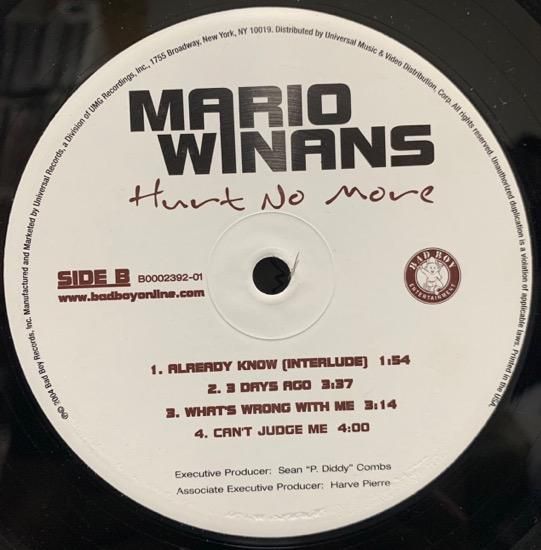 ℗© 2004 Bad Boy Records, Inc. Manufactured and Marketed by Universal Records, a Division of UMG Recordings, Inc., 1755 Broadway, New York, NY 10019. Distributed by Universal Music & Video Distribution, Corp. All rights reserved. Unauthorized duplication is a violation of applicable laws. Printed in the USA.
MARIO
WINANS
Hurt No More
SIDE B B0002392-01
www.badboyonline.com
BAD BOY
ENTERTAINMENT
1. ALREADY KNOW (INTERLUDE) 1:54
2. 3 DAYS AGO 3:37
3. WHAT'S WRONG WITH ME 3:14
4. CAN'T JUDGE ME 4:00
Executive Producer: Sean "P. Diddy" Combs
Associate Executive Producer: Harve Pierre